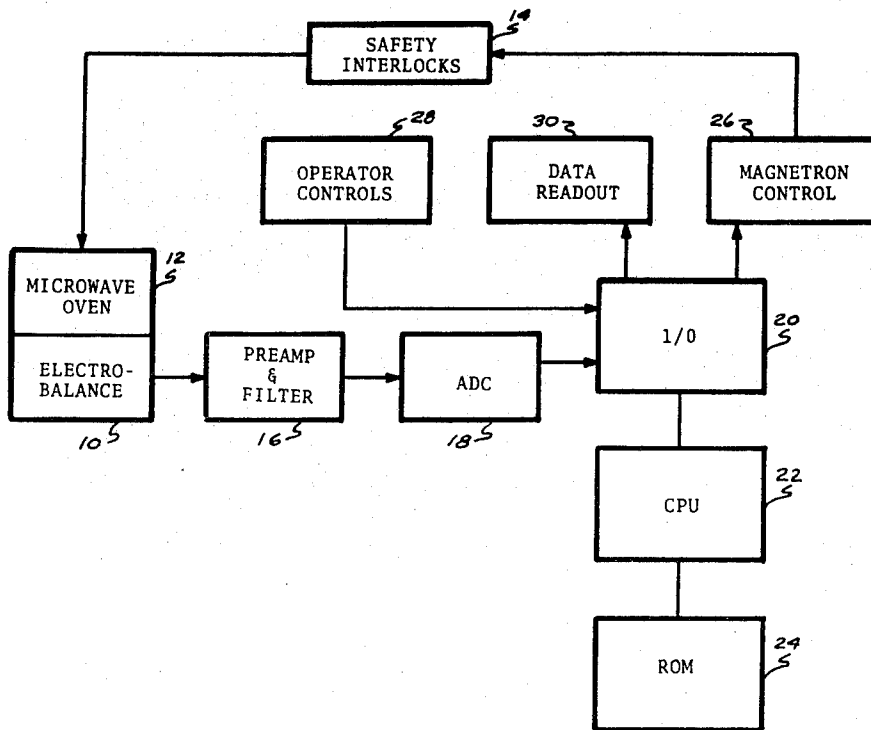 14
SAFETY
INTERLOCKS
28
OPERATOR
CONTROLS
30
DATA
READOUT
26
MAGNETRON
CONTROL
12
MICROWAVE
OVEN
ELECTRO-
BALANCE
10
PREAMP
&
FILTER
16
ADC
18
1/0
20
CPU
22
ROM
24